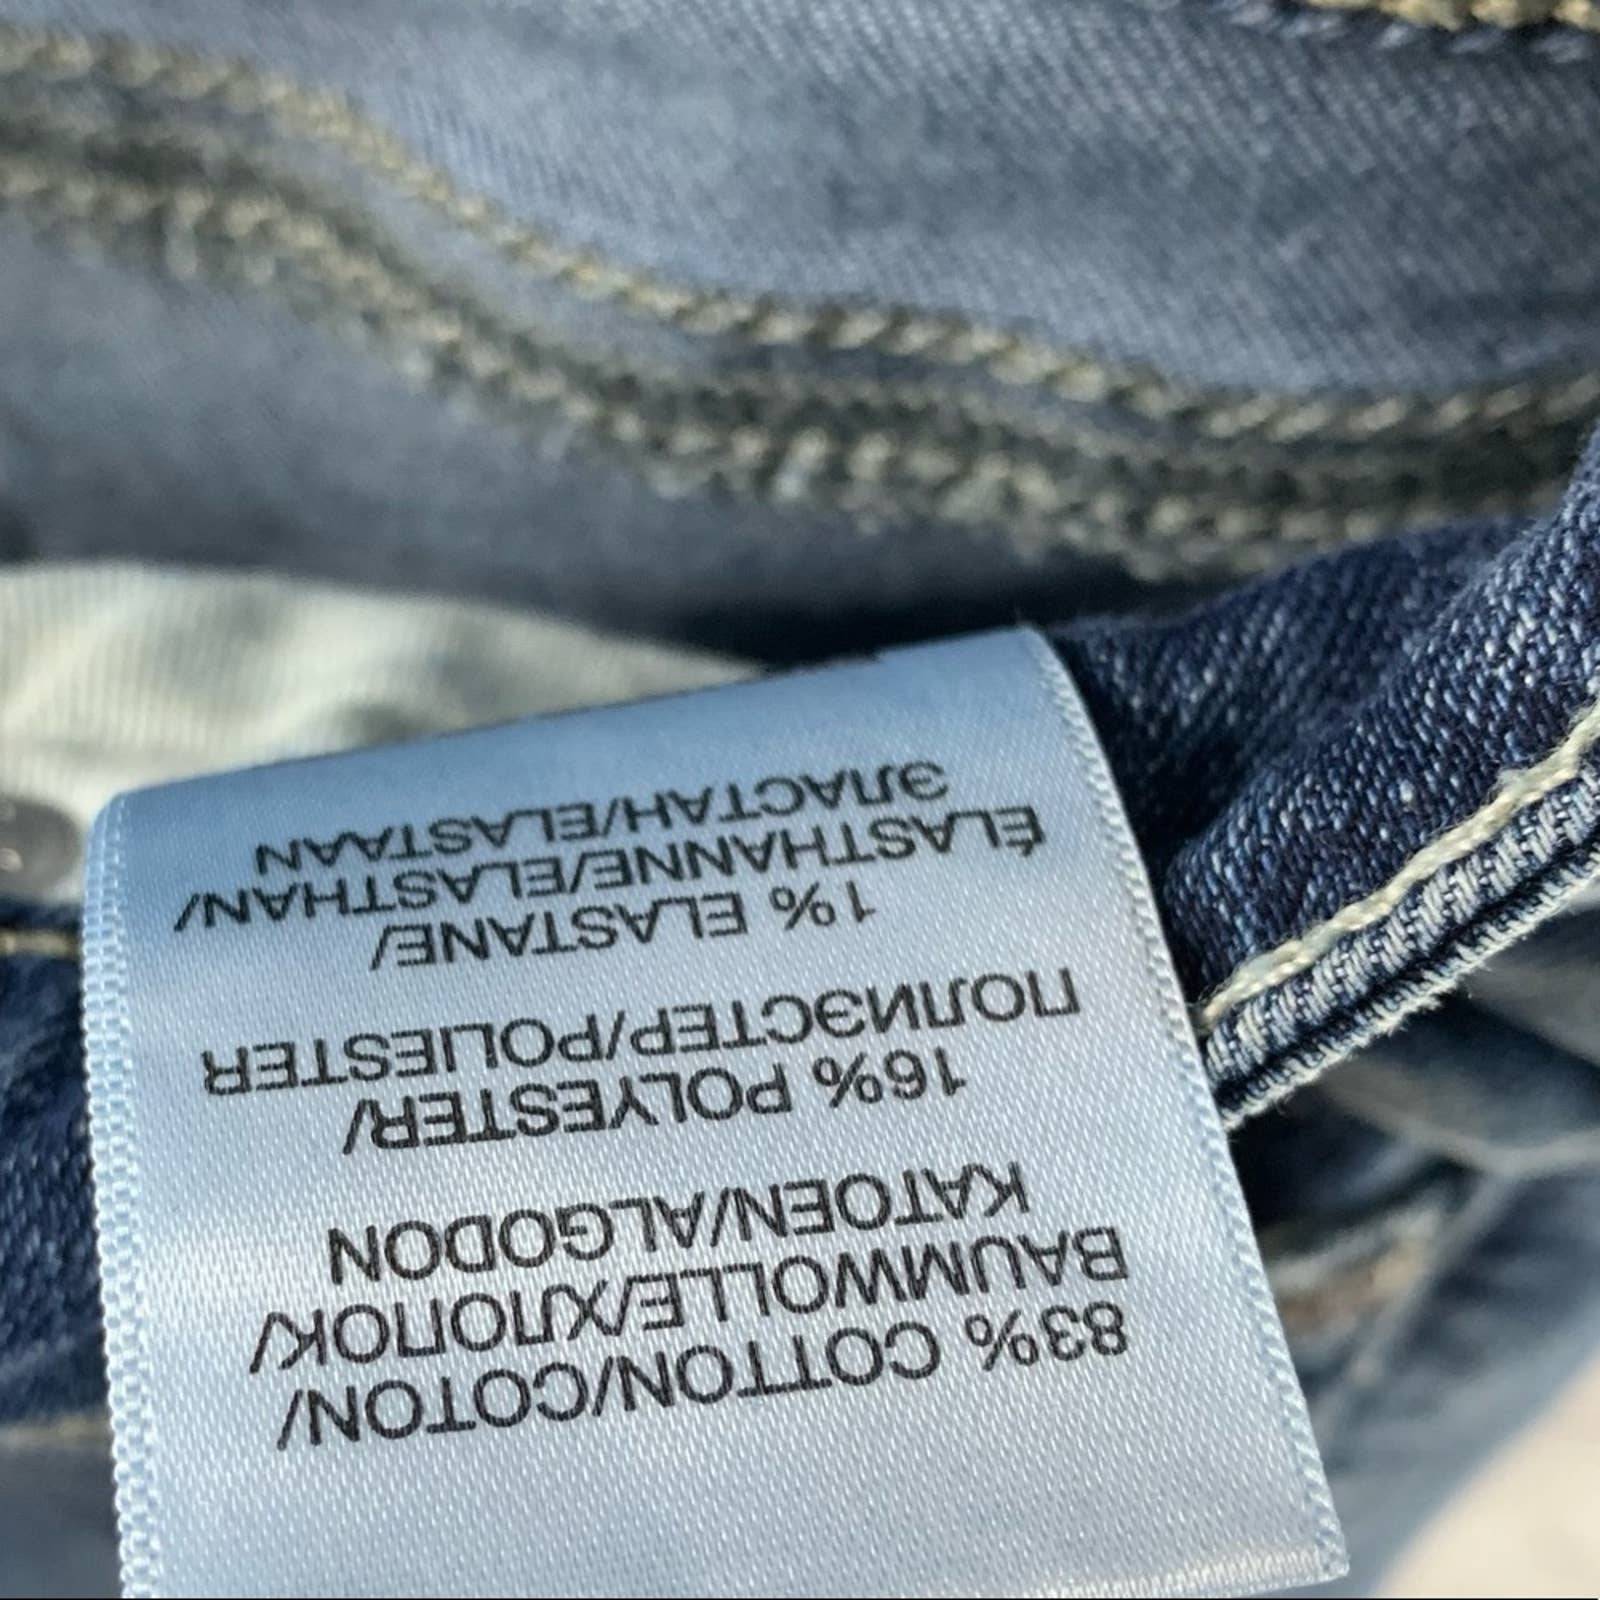 83% COTTON/COTON/
BAUMWOLLE/ХЛОПОК/
KATOEN/ALGODON
16% POLYESTER/
ПОЛИЭСТЕР/POLIESTER
1% ELASTANE/
ÉLASTHANNE/ELASTHAN/
ЭЛАСТАН/ELASTAAN